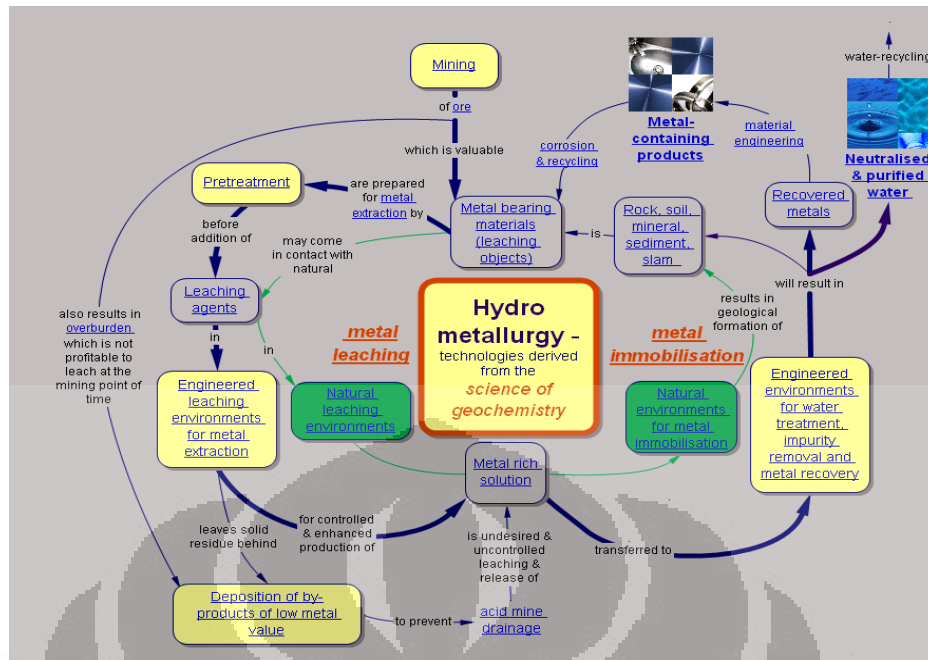 Mining
of ore
which is valuable
water-recycling
Metal-
containing
products
material
engineering
corrosion
& recycling
Neutralised
& purified
water
Pretreatment
are prepared
for metal
extraction by
Metal bearing
materials
(leaching
objects)
is
Rock, soil,
mineral,
sediment,
slam
Recovered
metals
before
addition of
may come
in contact with
natural
Leaching
agents
will result in
also results in
overburden
which is not
profitable to
leach at the
mining point of
time
in
in
metal
leaching
Hydro
metallurgy -
technologies derived
from the
science of
geochemistry
metal
immobilisation
results in
geological
formation of
Engineered
leaching
environments
for metal
extraction
Natural
leaching
environments
Natural
environments
for metal
immobilisation
Engineered
environments
for water
treatment,
impurity
removal and
metal recovery
Metal rich
solution
leaves solid
residue behind
for controlled
& enhanced
production of
is undesired &
uncontrolled
leaching &
release of
transferred to
Deposition of by-
products of low metal
value
to prevent
acid mine
drainage